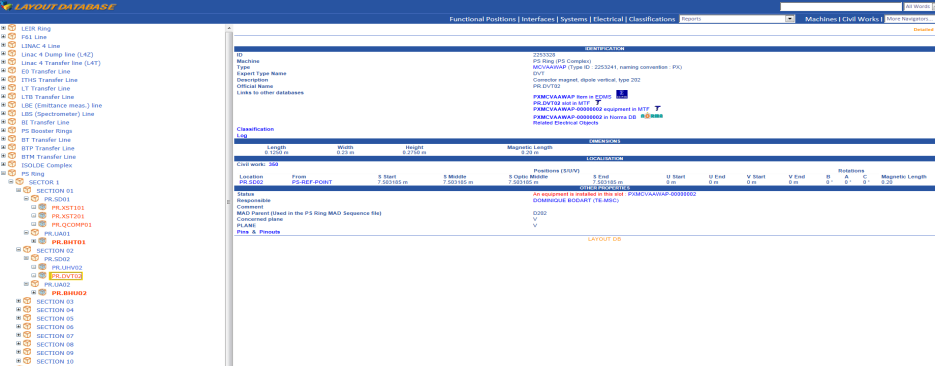 LAYOUT DATABASE
All Words
Functional Positions | Interfaces | Systems | Electrical | Classifications Reports Machines | Civil Works | More Navigators...
Detailed
LEIR Ring
F61 Line
LINAC 4 Line
Linac 4 Dump line (L4Z)
Linac 4 Transfer line (L4T)
E0 Transfer Line
ITHS Transfer Line
LT Transfer Line
LTB Transfer Line
LBE (Emittance meas.) line
LBS (Spectrometer) Line
BI Transfer Line
PS Booster Rings
BT Transfer Line
BTP Transfer Line
BTM Transfer Line
ISOLDE Complex
PS Ring
SECTOR 1
SECTION 01
PR.SD01
PR.XST101
PR.XST201
PR.QCOMP01
PR.UA01
PR.BHT01
SECTION 02
PR.SD02
PR.UHV02
PR.DVT02
PR.UA02
PR.BHU02
SECTION 03
SECTION 04
SECTION 05
SECTION 06
SECTION 07
SECTION 08
SECTION 09
SECTION 10
IDENTIFICATION
ID 2253328
Machine PS Ring (PS Complex)
Type MCVAAWAP (Type ID : 2253241, naming convention : PX)
Expert Type Name DVT
Description Corrector magnet, dipole vertical, type 202
Official Name PR.DVT02
Links to other databases
PXMCVAAWAP item in EDMS
PR.DVT02 slot in MTF
PXMCVAAWAP-00000002 equipment in MTF
PXMCVAAWAP-00000002 in Norma DB
Related Electrical Objects
Classification
Log
DIMENSIONS
Length Width Height Magnetic Length
0.1250 m 0.23 m 0.2750 m 0.20 m
LOCALISATION
Civil work: 360
Positions (S/U/V) Rotations
Location From S Start S Middle S Optic Middle S End U Start U End V Start V End B A C Magnetic Length
PR.SD02 PS-REF-POINT 7.503185 m 7.503185 m 7.503185 m 7.503185 m 0 m 0 m 0 m 0 m 0 ° 0 ° 0 ° 0.20
OTHER PROPERTIES
Status An equipment is installed in this slot : PXMCVAAWAP-00000002
Responsible DOMINIQUE BODART (TE-MSC)
Comment
MAD Parent (Used in the PS Ring MAD Sequence file) D202
Concerned plane V
PLANE V
Pins & Pinouts
LAYOUT DB